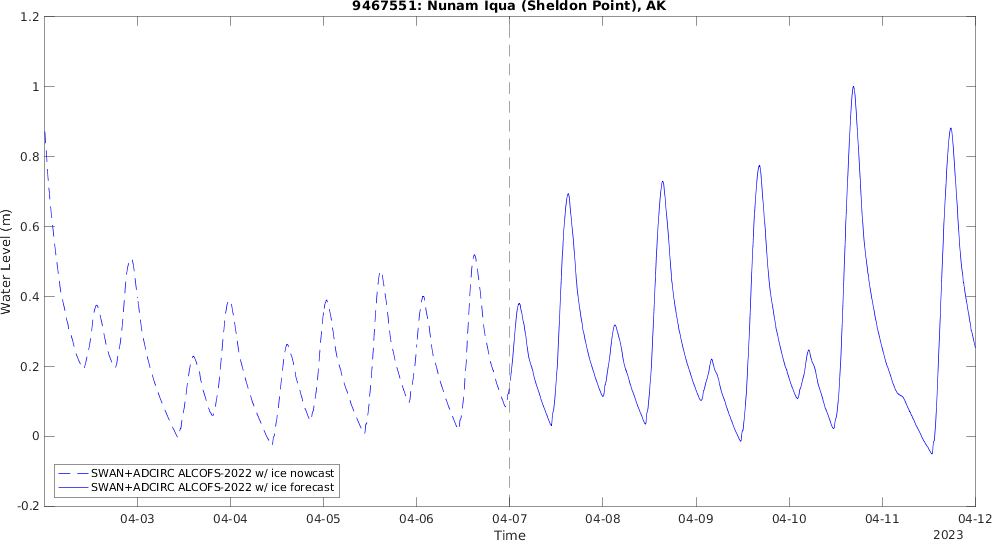 9467551: Nunam Iqua (Sheldon Point), AK
1.2
1
0.8
0.6
0.4
0.2
0
-0.2
Water Level (m)
SWAN+ADCIRC ALCOFS-2022 w/ ice nowcast
SWAN+ADCIRC ALCOFS-2022 w/ ice forecast
04-03 04-04 04-05 04-06 04-07 04-08 04-09 04-10 04-11 04-12
Time
2023